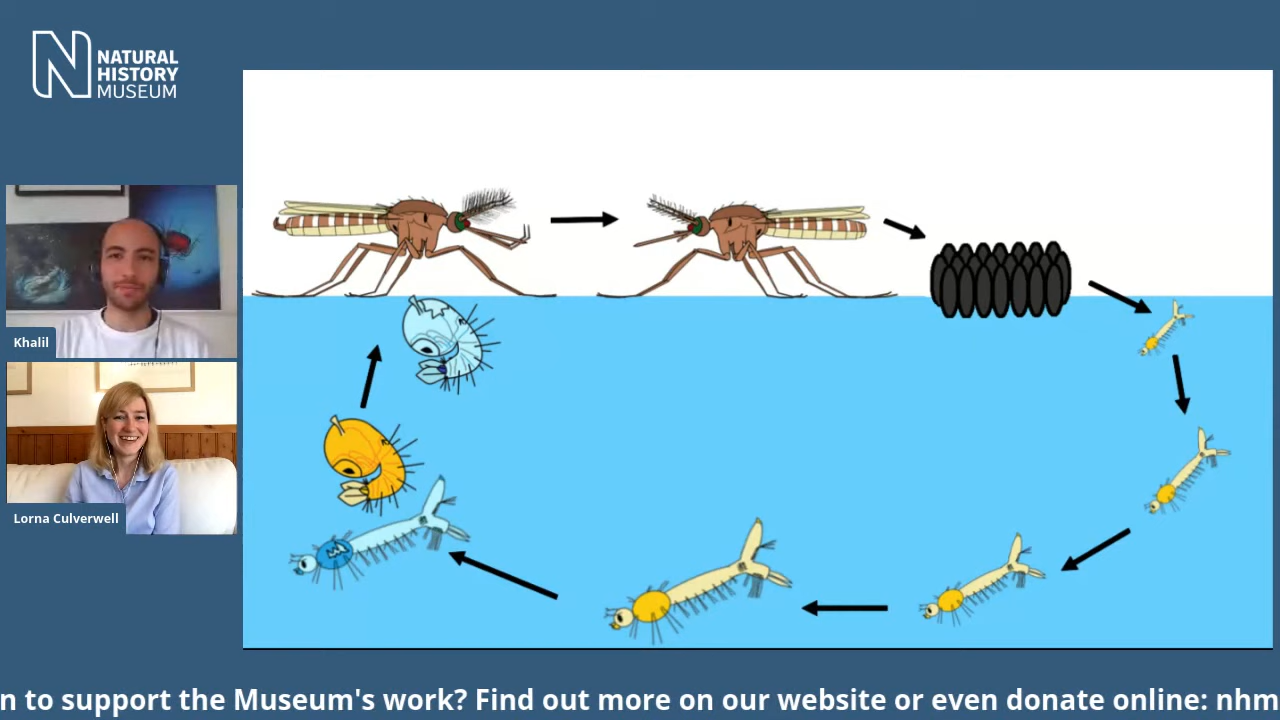 NATURAL
HISTORY
MUSEUM
Khalil
Lorna Culverwell
n to support the Museum's work? Find out more on our website or even donate online: nhm